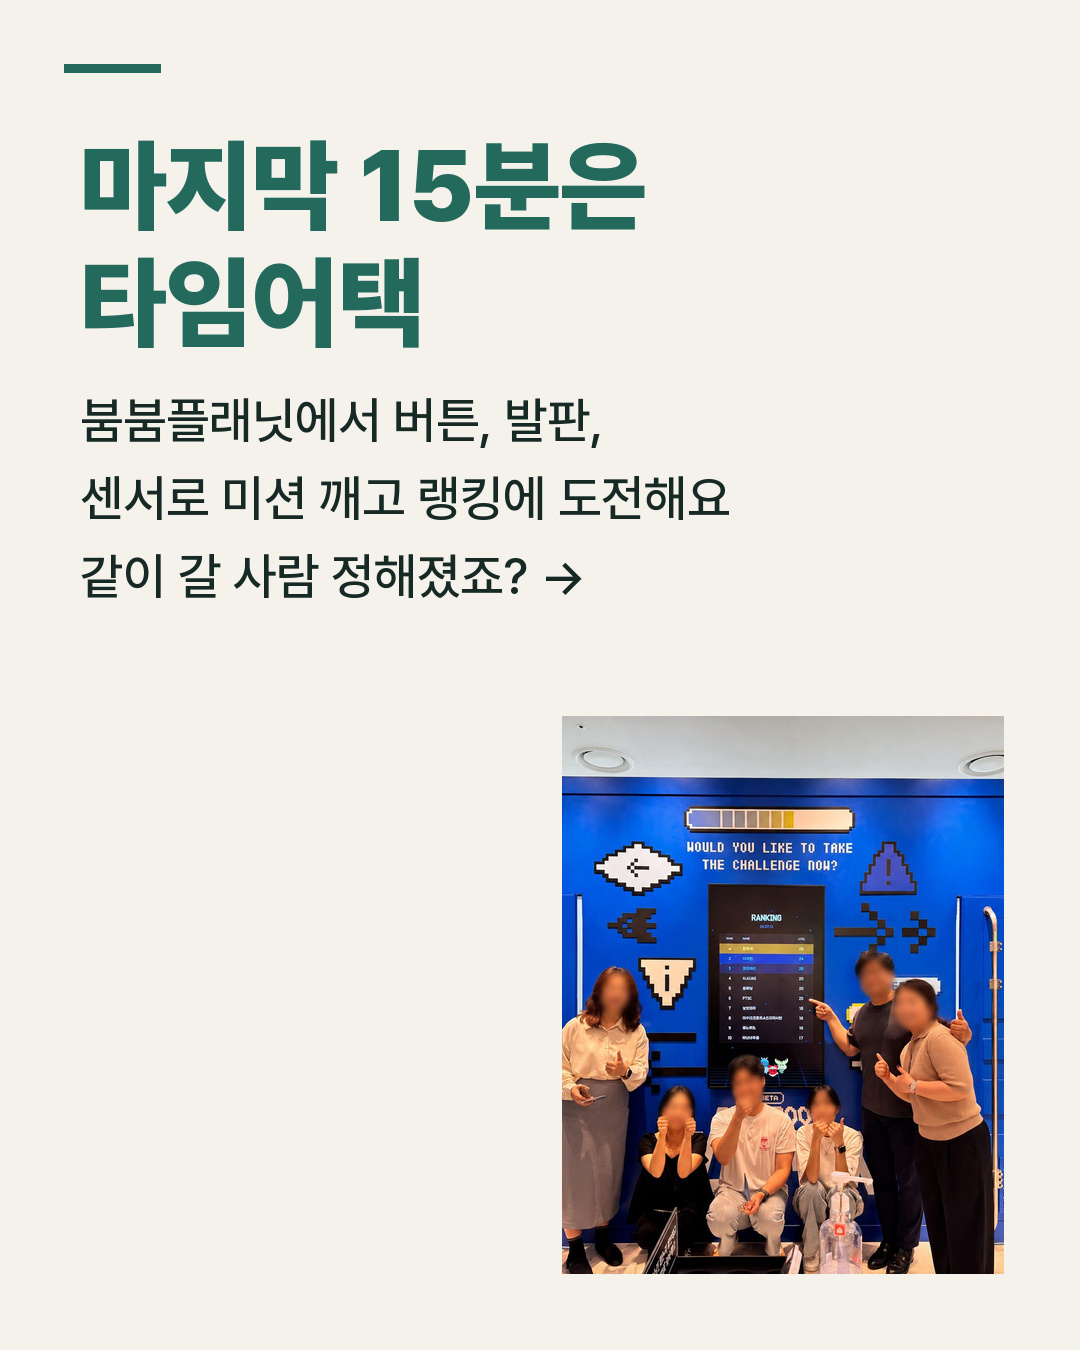 마지막 15분은
타임어택
붐붐플래닛에서 버튼, 발판,
센서로 미션 깨고 랭킹에 도전해요
같이 갈 사람 정해졌죠? →
WOULD YOU LIKE TO TAKE
THE CHALLENGE NOW?
RANKING
BETA